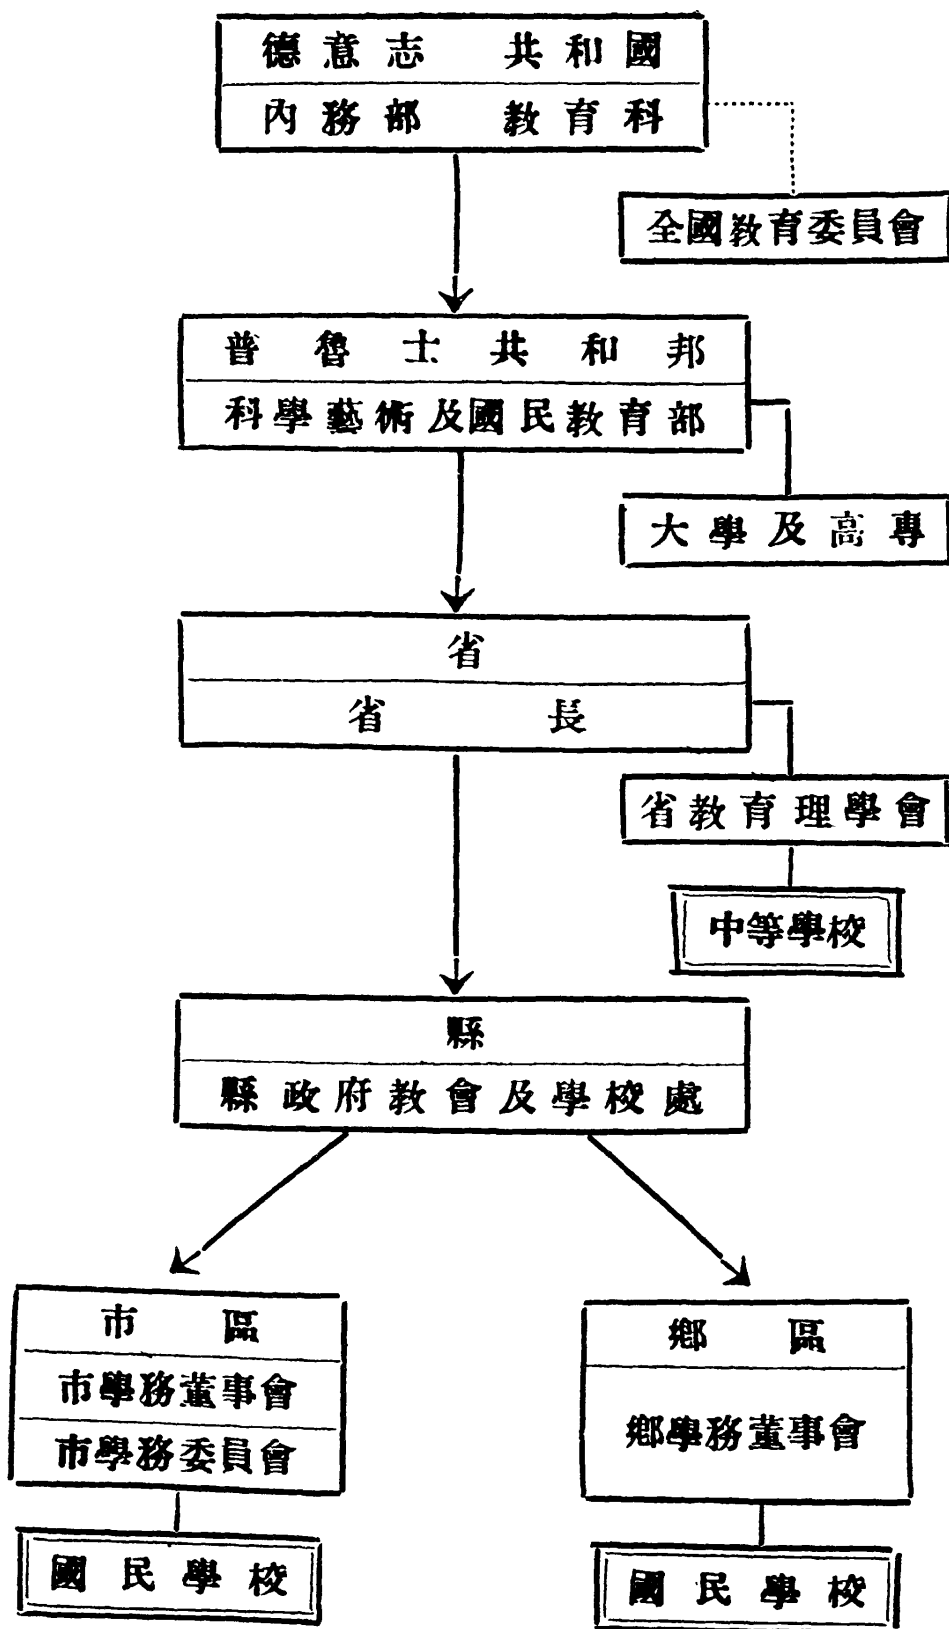 德意志 共和國
內務部 教育科
全國教育委員會
普魯士共和邦
科學藝術及國民教育部
大學及高專
省
省長
省教育理學會
中等學校
縣
縣政府教會及學校處
市區
市學務董事會
市學務委員會
國民學校
鄉區
鄉學務董事會
國民學校